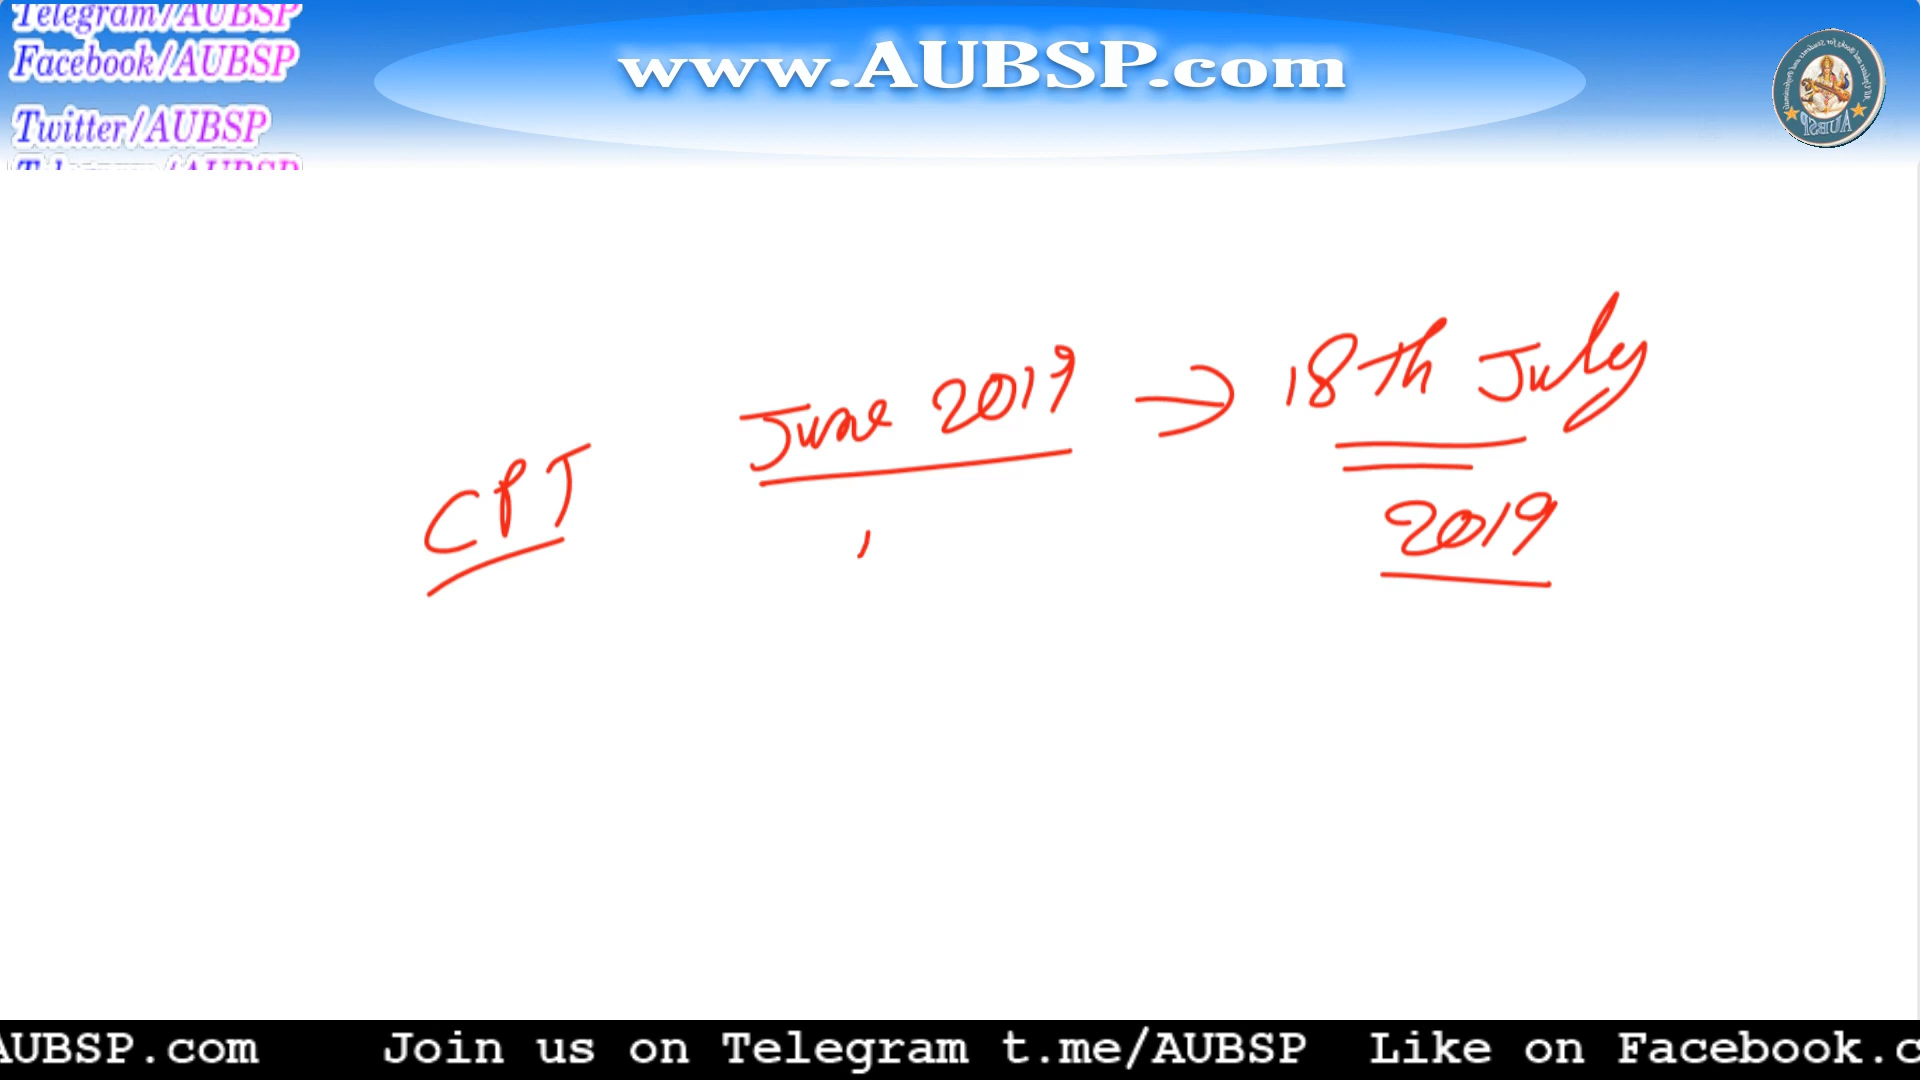 Telegram/AUBSP
Facebook/AUBSP
Twitter/AUBSP
www.AUBSP.com
AUBSP
CPT June 2019 → 18th July
2019
AUBSP.com Join us on Telegram t.me/AUBSP Like on Facebook.c